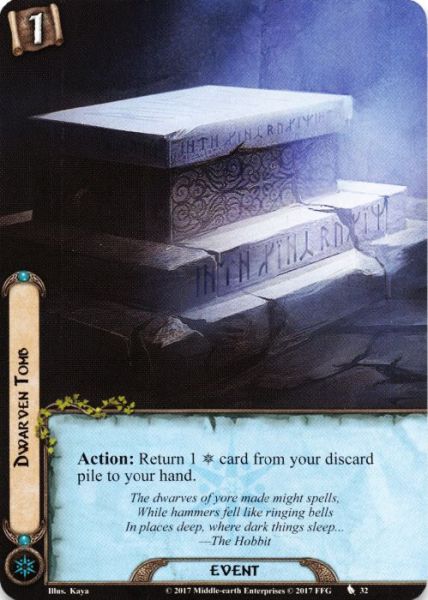 1
DWARVEN TOMB
Action: Return 1 card from your discard
pile to your hand.
The dwarves of yore made might spells,
While hammers fell like ringing bells
In places deep, where dark things sleep...
—The Hobbit
EVENT
Illus. Kaya
© 2017 Middle-earth Enterprises © 2017 FFG
32